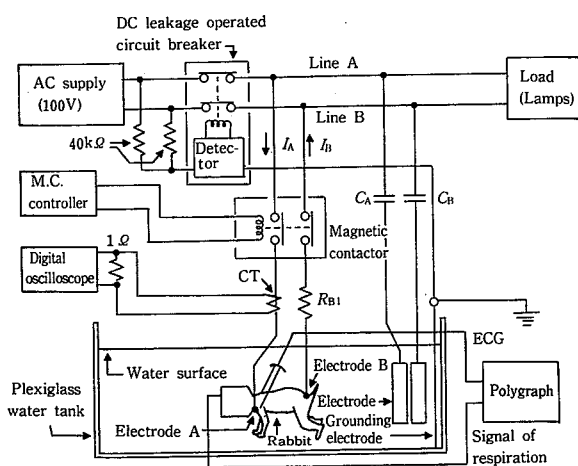 DC leakage operated
circuit breaker
Line A
AC supply
(100V)
Load
(Lamps)
Line B
40kΩ
Detec-
tor
I_A
I_B
M.C.
controller
C_A
C_B
Magnetic
contactor
1Ω
Digital
oscilloscope
CT
R_B1
ECG
Water surface
Electrode B
Plexiglass
water tank
Electrode
Polygraph
Grounding
electrode
Electrode A
Rabbit
Signal of
respiration